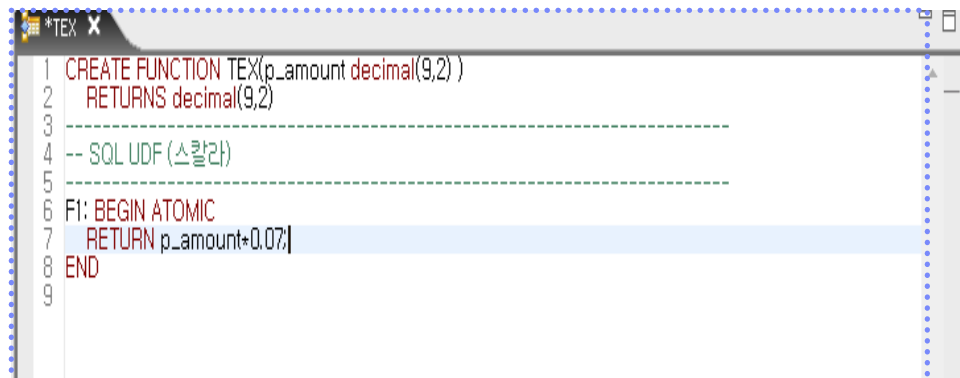 *TEX X
1 CREATE FUNCTION TEX(p_amount decimal(9,2) )
2 RETURNS decimal(9,2)
3 ----------------------------------------------------------------------
4 -- SQL UDF (스칼라)
5 ----------------------------------------------------------------------
6 F1: BEGIN ATOMIC
7 RETURN p_amount*0.07;
8 END
9